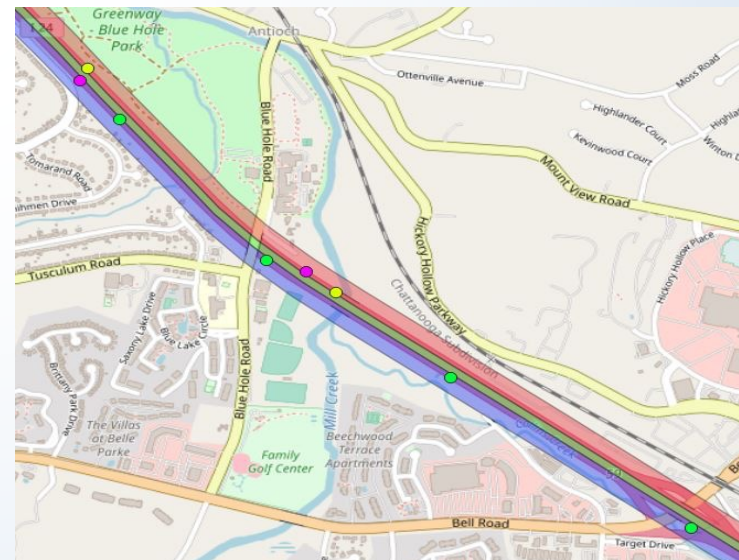 Greenway
- Blue Hole
Park
I 24
Antioch
Ottenville Avenue
Moss Road
Highlander Court
Kevinwood Court
Winton
Mount View Road
Blue Hole Road
Tomarand Road
Drive
Tusculum Road
Hickory Hollow Parkway
Hickory Hollow Place
Chattanooga Subdivision
Saxony Lake Drive
Blue Lake Circle
Brittany Park Drive
Blue Hole Road
Mill Creek
The Villas
at Belle
Parke
Family
Golf Center
Beechwood
Terrace
Apartments
59
Bell Road
Target Drive